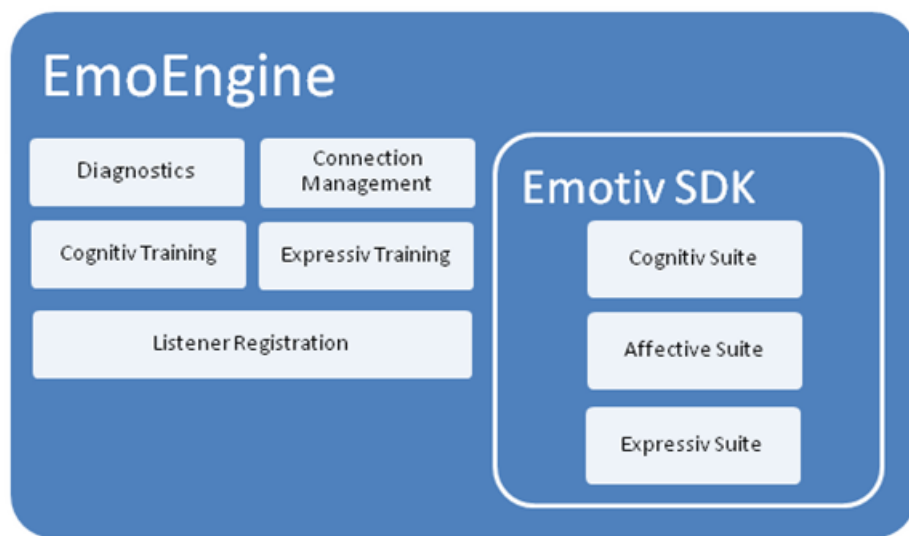 EmoEngine
Diagnostics
Connection
Management
Cognitiv Training
Expressiv Training
Listener Registration
Emotiv SDK
Cognitiv Suite
Affective Suite
Expressiv Suite